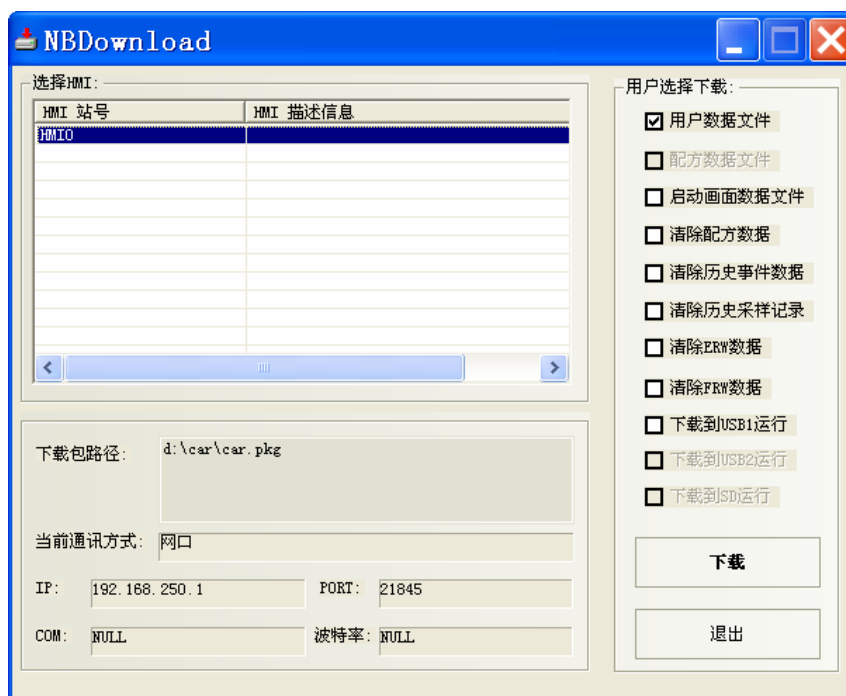 NBDownload
选择HMI:
HMI 站号 HMI 描述信息
HMI0
下载包路径: d:\car\car.pkg
当前通讯方式: 网口
IP: 192.168.250.1 PORT: 21845
COM: NULL 波特率: NULL
用户选择下载:
用户数据文件
配方数据文件
启动画面数据文件
清除配方数据
清除历史事件数据
清除历史采样记录
清除ERW数据
清除FRW数据
下载到USB1运行
下载到USB2运行
下载到SD运行
下载
退出